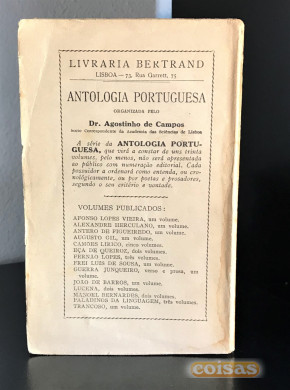 LIVRARIA BERTRAND
LISBOA — 73, Rua Garrett, 75
ANTOLOGIA PORTUGUESA
ORGANIZADA PELO
Dr. Agostinho de Campos
Socio Correspondente da Academia das Sciências de Lisboa
A série da ANTOLOGIA PORTU-
GUESA, que virá a constar de uns trinta
volumes, pelo menos, não será apresentada
ao público com numeração editorial. Cada
possuidor a ordenará como entenda, ou cro-
nològicamente, ou por poetas e prosadores,
segundo o seu critério e vontade.
VOLUMES PUBLICADOS:
AFONSO LOPES VIEIRA, um volume.
ALEXANDRE HERCULANO, um volume.
ANTERO DE FIGUEIREDO, um volume.
AUGUSTO GIL, um volume.
CAMÕES LIRICO, cinco volumes.
EÇA DE QUEIROZ, dois volumes.
FERNÃO LOPES, três volumes.
FREI LUIS DE SOUSA, um volume.
GUERRA JUNQUEIRO, verso e prosa, um
volume.
JOÃO DE BARROS, um volume.
LUCENA, dois volumes.
MANOEL BERNARDES, dois volumes.
PALADINOS DA LINGUAGEM, três volumes.
TRANCOSO, um volume.
coisas